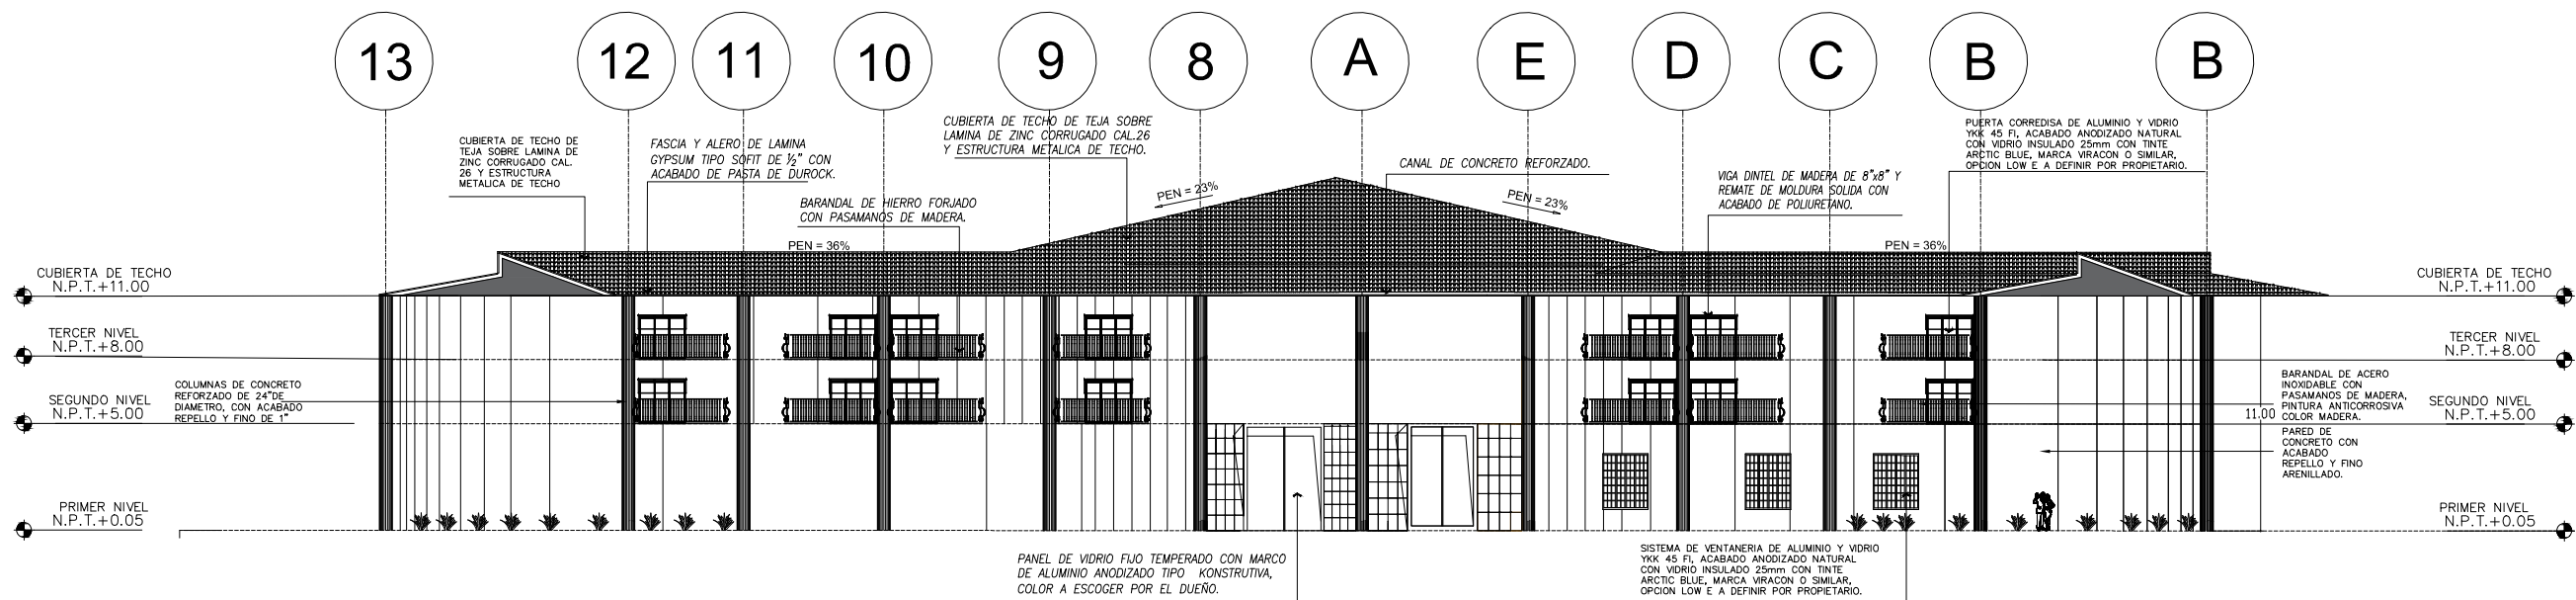 13
12
11
10
9
8
A
E
D
C
B
B
CUBIERTA DE TECHO DE
TEJA SOBRE LAMINA DE
ZINC CORRUGADO CAL.
26 Y ESTRUCTURA
METALICA DE TECHO
FASCIA Y ALERO DE LAMINA
GYPSUM TIPO SOFIT DE ½" CON
ACABADO DE PASTA DE DUROCK.
BARANDAL DE HIERRO FORJADO
CON PASAMANOS DE MADERA.
CUBIERTA DE TECHO DE TEJA SOBRE
LAMINA DE ZINC CORRUGADO CAL.26
Y ESTRUCTURA METALICA DE TECHO.
CANAL DE CONCRETO REFORZADO.
VIGA DINTEL DE MADERA DE 8"x8" Y
REMATE DE MOLDURA SOLIDA CON
ACABADO DE POLIURETANO.
PUERTA CORREDISA DE ALUMINIO Y VIDRIO
YKK 45 FI, ACABADO ANODIZADO NATURAL
CON VIDRIO INSULADO 25mm CON TINTE
ARCTIC BLUE, MARCA VIRACON O SIMILAR,
OPCION LOW E A DEFINIR POR PROPIETARIO.
PEN = 23%
PEN = 23%
PEN = 36%
PEN = 36%
CUBIERTA DE TECHO
N.P.T.+11.00
TERCER NIVEL
N.P.T.+8.00
SEGUNDO NIVEL
N.P.T.+5.00
PRIMER NIVEL
N.P.T.+0.05
COLUMNAS DE CONCRETO
REFORZADO DE 24"DE
DIAMETRO, CON ACABADO
REPELLO Y FINO DE 1"
CUBIERTA DE TECHO
N.P.T.+11.00
TERCER NIVEL
N.P.T.+8.00
BARANDAL DE ACERO
INOXIDABLE CON
PASAMANOS DE MADERA,
PINTURA ANTICORROSIVA
COLOR MADERA.
11.00
SEGUNDO NIVEL
N.P.T.+5.00
PARED DE
CONCRETO CON
ACABADO
REPELLO Y FINO
ARENILLADO.
PRIMER NIVEL
N.P.T.+0.05
PANEL DE VIDRIO FIJO TEMPERADO CON MARCO
DE ALUMINIO ANODIZADO TIPO KONSTRUTIVA,
COLOR A ESCOGER POR EL DUEÑO.
SISTEMA DE VENTANERIA DE ALUMINIO Y VIDRIO
YKK 45 FI, ACABADO ANODIZADO NATURAL
CON VIDRIO INSULADO 25mm CON TINTE
ARCTIC BLUE, MARCA VIRACON O SIMILAR,
OPCION LOW E A DEFINIR POR PROPIETARIO.